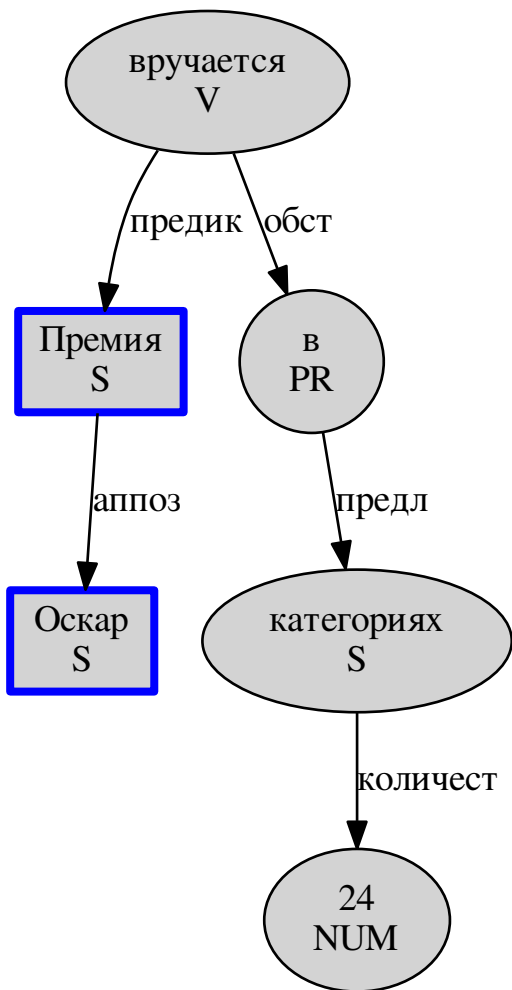 вручается
V
предик обст
Премия
S
в
PR
аппоз
предл
Оскар
S
категориях
S
количест
24
NUM